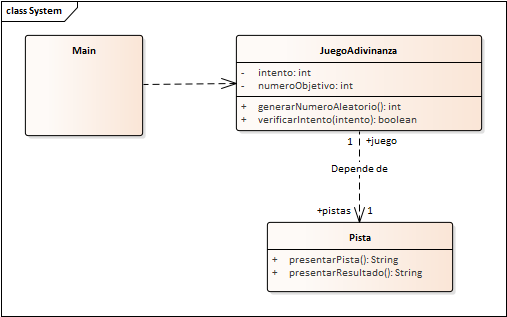 class System
Main
JuegoAdivinanza
- intento: int
- numeroObjetivo: int
+ generarNumeroAleatorio(): int
+ verificarIntento(intento): boolean
1 +juego
Depende de
+pistas 1
Pista
+ presentarPista(): String
+ presentarResultado(): String